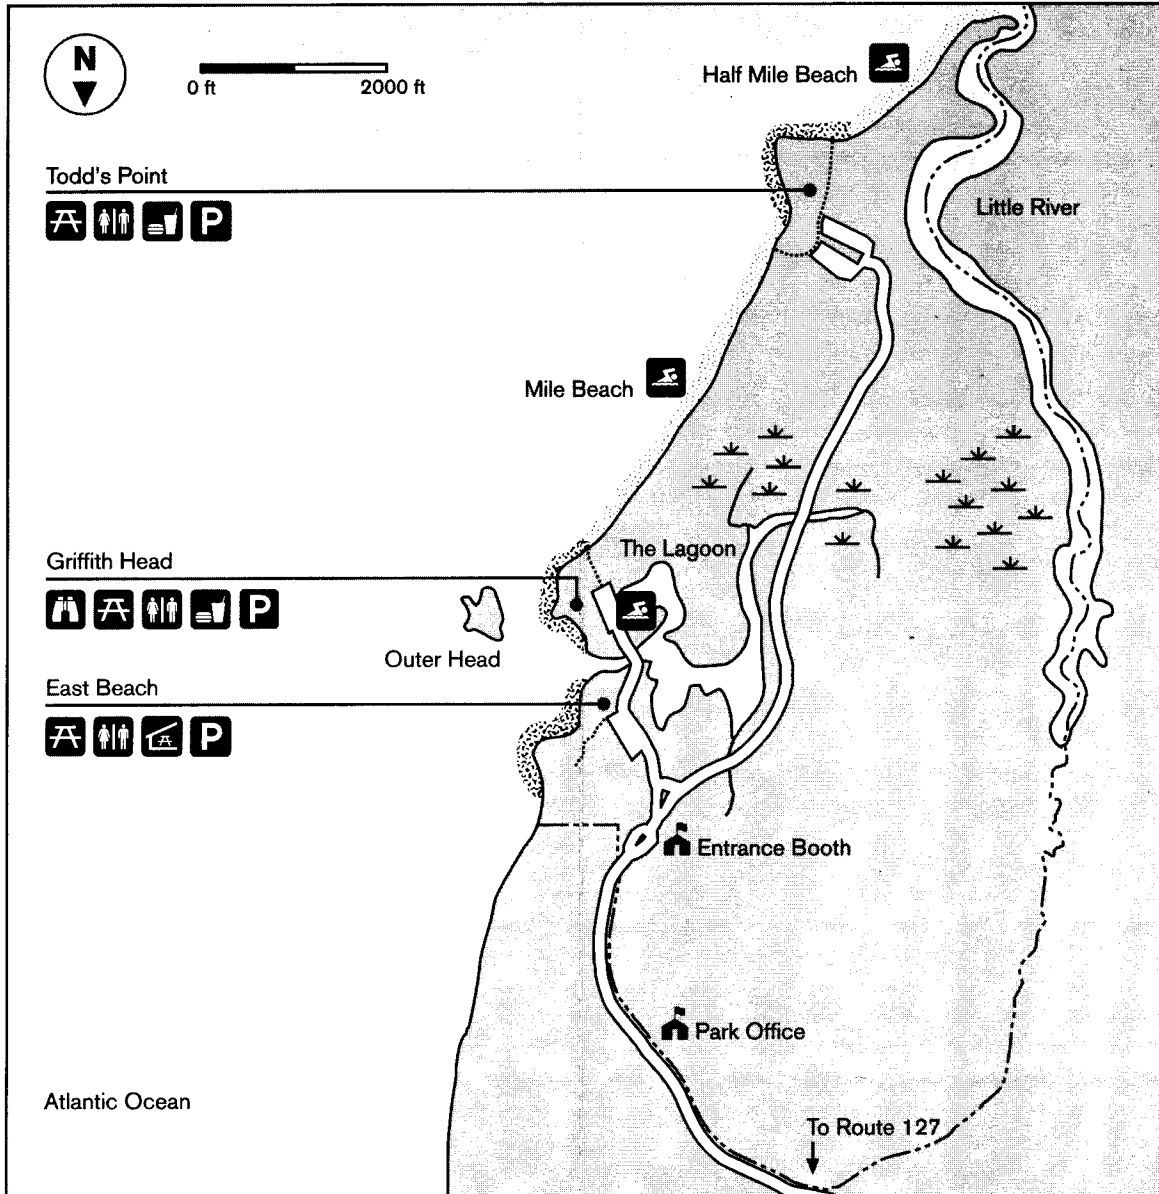 N
0 ft
2000 ft
Half Mile Beach
Todd's Point
P
Little River
Mile Beach
The Lagoon
Griffith Head
P
Outer Head
East Beach
P
Entrance Booth
Park Office
Atlantic Ocean
To Route 127